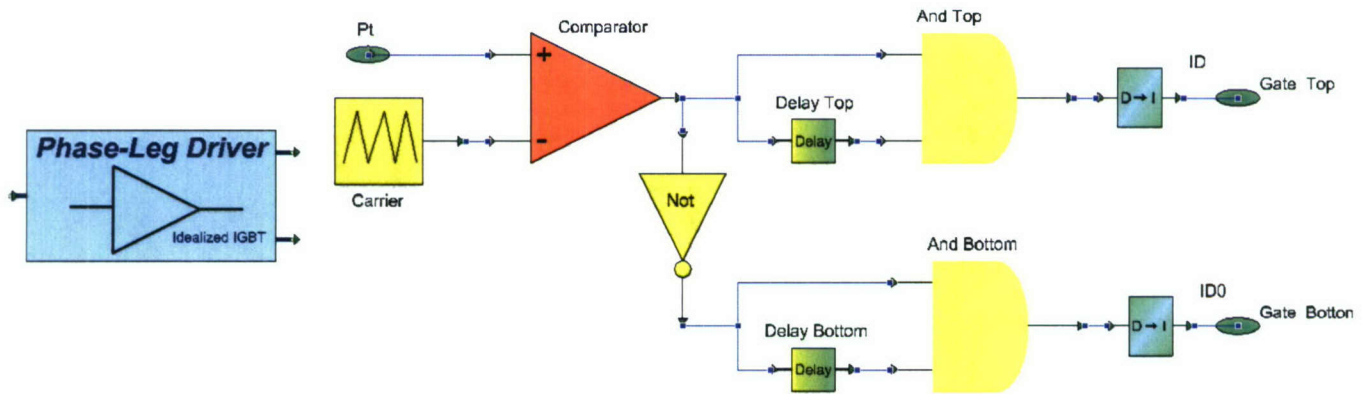 Phase-Leg Driver
Idealized IGBT
Pt
Carrier
Comparator
+
-
Not
Delay Top
Delay
And Top
D→I
ID
Gate Top
Delay Bottom
Delay
And Bottom
D→I
ID0
Gate Botton